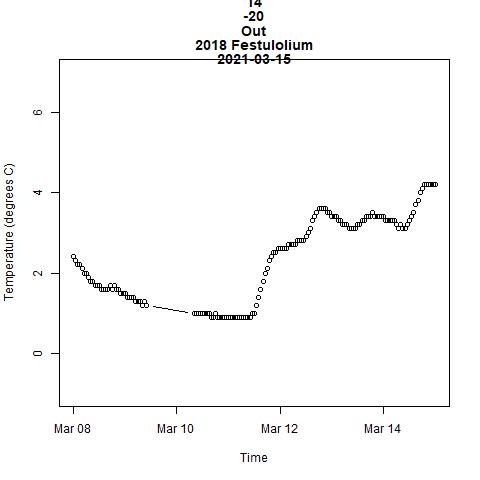 14
-20
Out
2018 Festulolium
2021-03-15
Temperature (degrees C)
6
4
2
0
Mar 08 Mar 10 Mar 12 Mar 14
Time